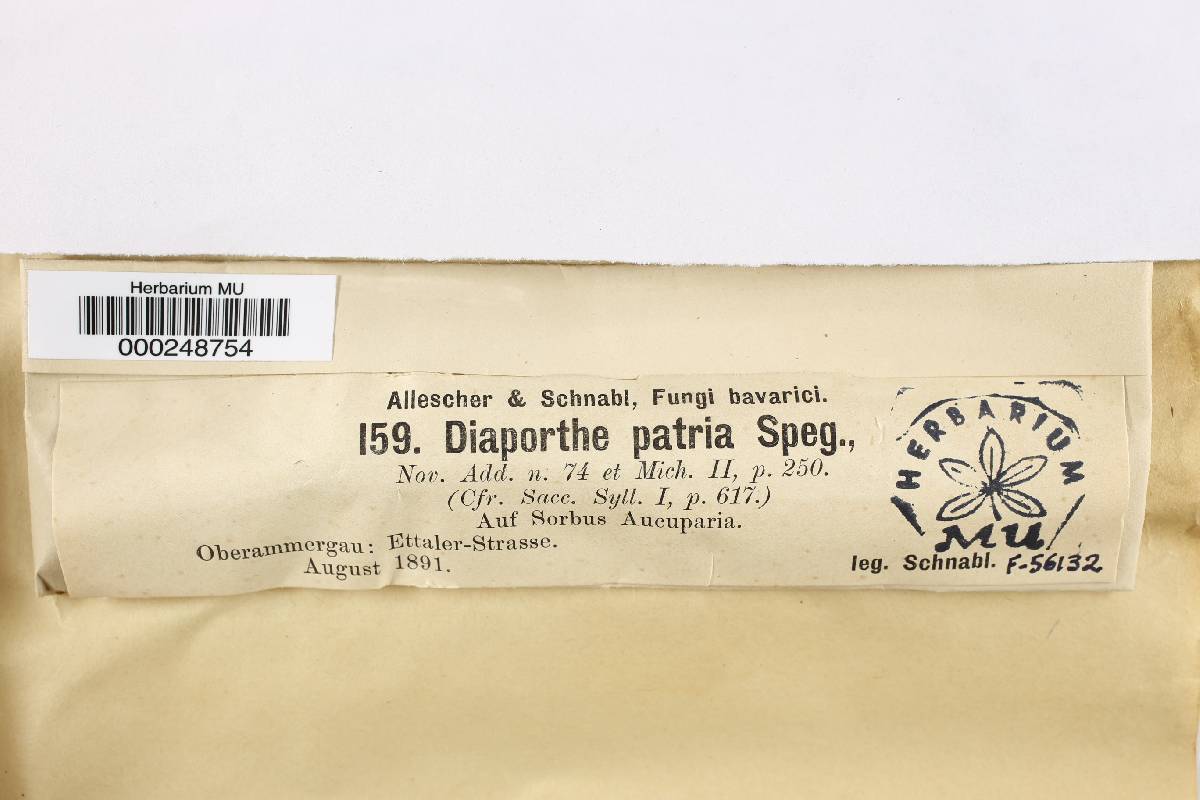 Herbarium MU
000248754
Allescher & Schnabl, Fungi bavarici.
159. Diaporthe patria Speg.,
Nov. Add. n. 74 et Mich. II, p. 250.
(Cfr. Sacc. Syll. I, p. 617.)
Auf Sorbus Aucuparia.
Oberammergau: Ettaler-Strasse.
August 1891.
leg. Schnabl. F-56132
HERBARIUM
MU